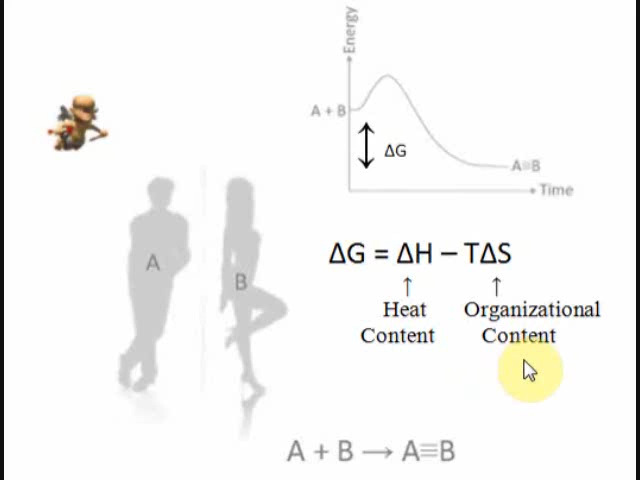 Energy
A + B
ΔG
A≡B
Time
A
B
ΔG = ΔH – TΔS
↑ ↑
Heat Organizational
Content Content
A + B → A≡B